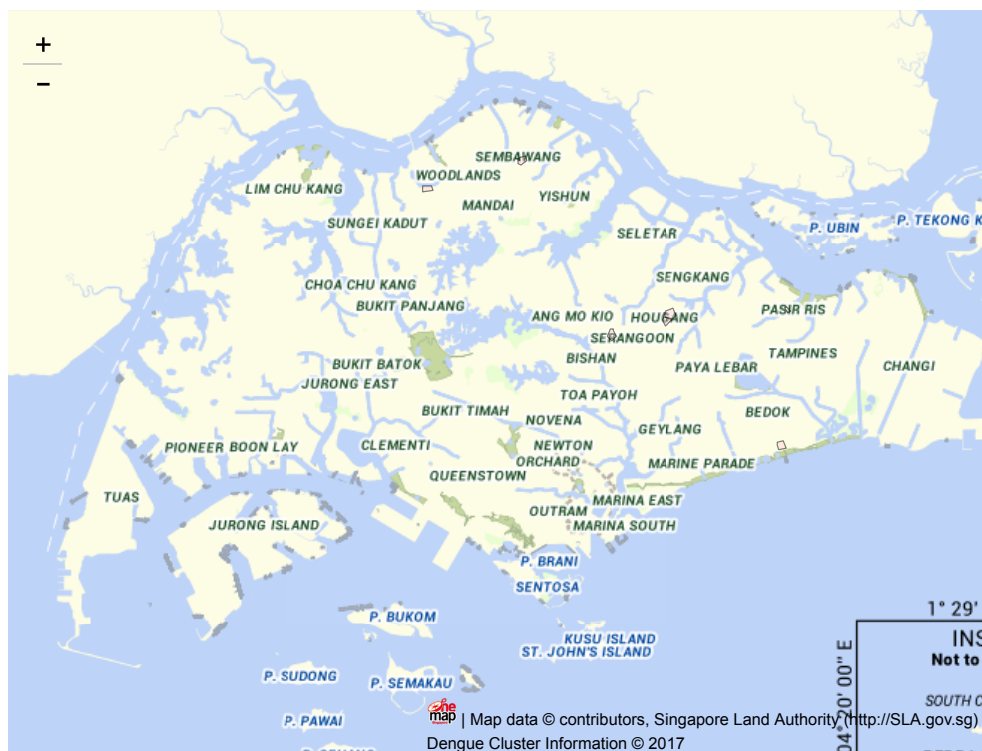 +
−
SEMBAWANG
WOODLANDS
LIM CHU KANG
YISHUN
MANDAI
SUNGEI KADUT
P. TEKONG K
P. UBIN
SELETAR
SENGKANG
CHOA CHU KANG
BUKIT PANJANG
ANG MO KIO
HOUGANG
PASIR RIS
SERANGOON
BISHAN
TAMPINES
BUKIT BATOK
PAYA LEBAR
CHANGI
JURONG EAST
TOA PAYOH
BUKIT TIMAH
NOVENA
BEDOK
GEYLANG
PIONEER
BOON LAY
CLEMENTI
NEWTON
ORCHARD
MARINE PARADE
QUEENSTOWN
TUAS
MARINA EAST
OUTRAM
JURONG ISLAND
MARINA SOUTH
P. BRANI
SENTOSA
P. BUKOM
KUSU ISLAND
ST. JOHN'S ISLAND
P. SUDONG
P. SEMAKAU
P. PAWAI
1° 29'
INS
Not to
SOUTH C
04° 20' 00" E
one map | Map data © contributors, Singapore Land Authority (http://SLA.gov.sg)
Dengue Cluster Information © 2017